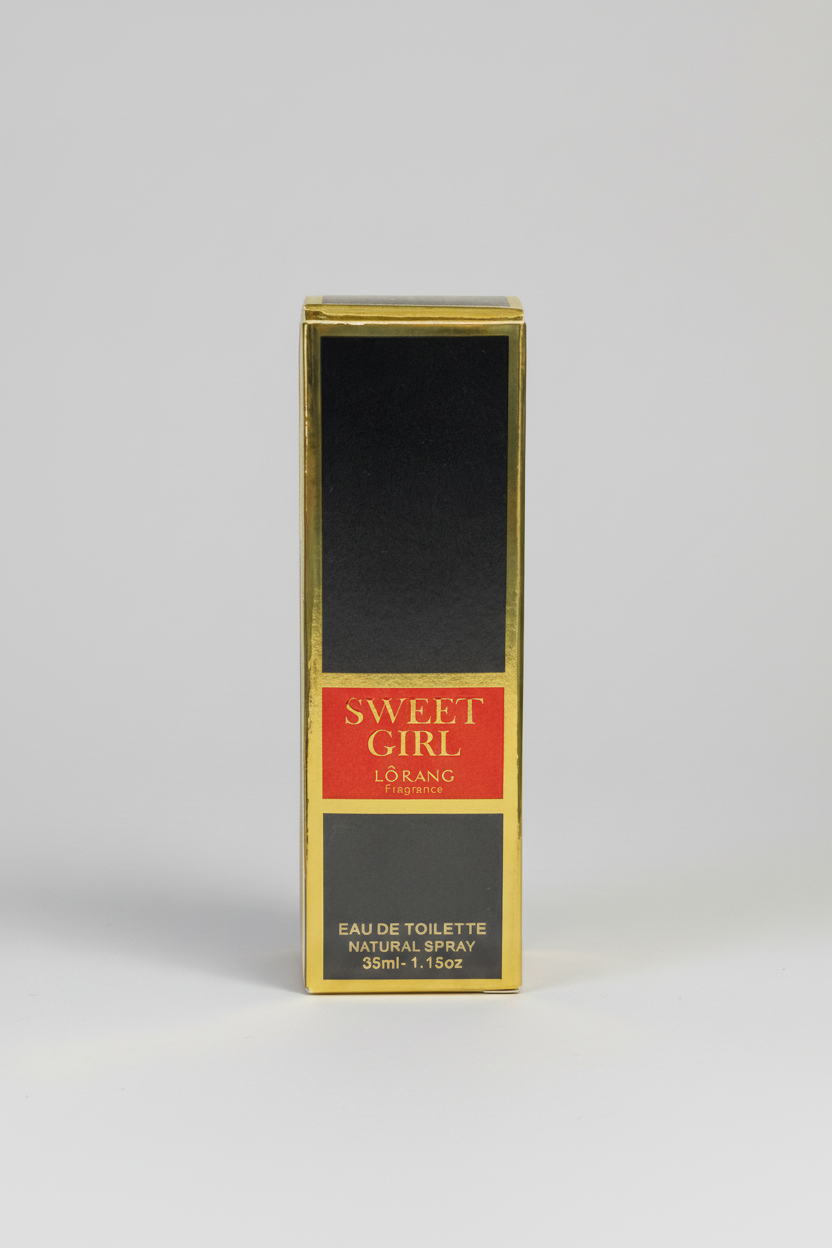 SWEET
GIRL
LÔRANG
Fragrance
EAU DE TOILETTE
NATURAL SPRAY
35ml- 1.15oz